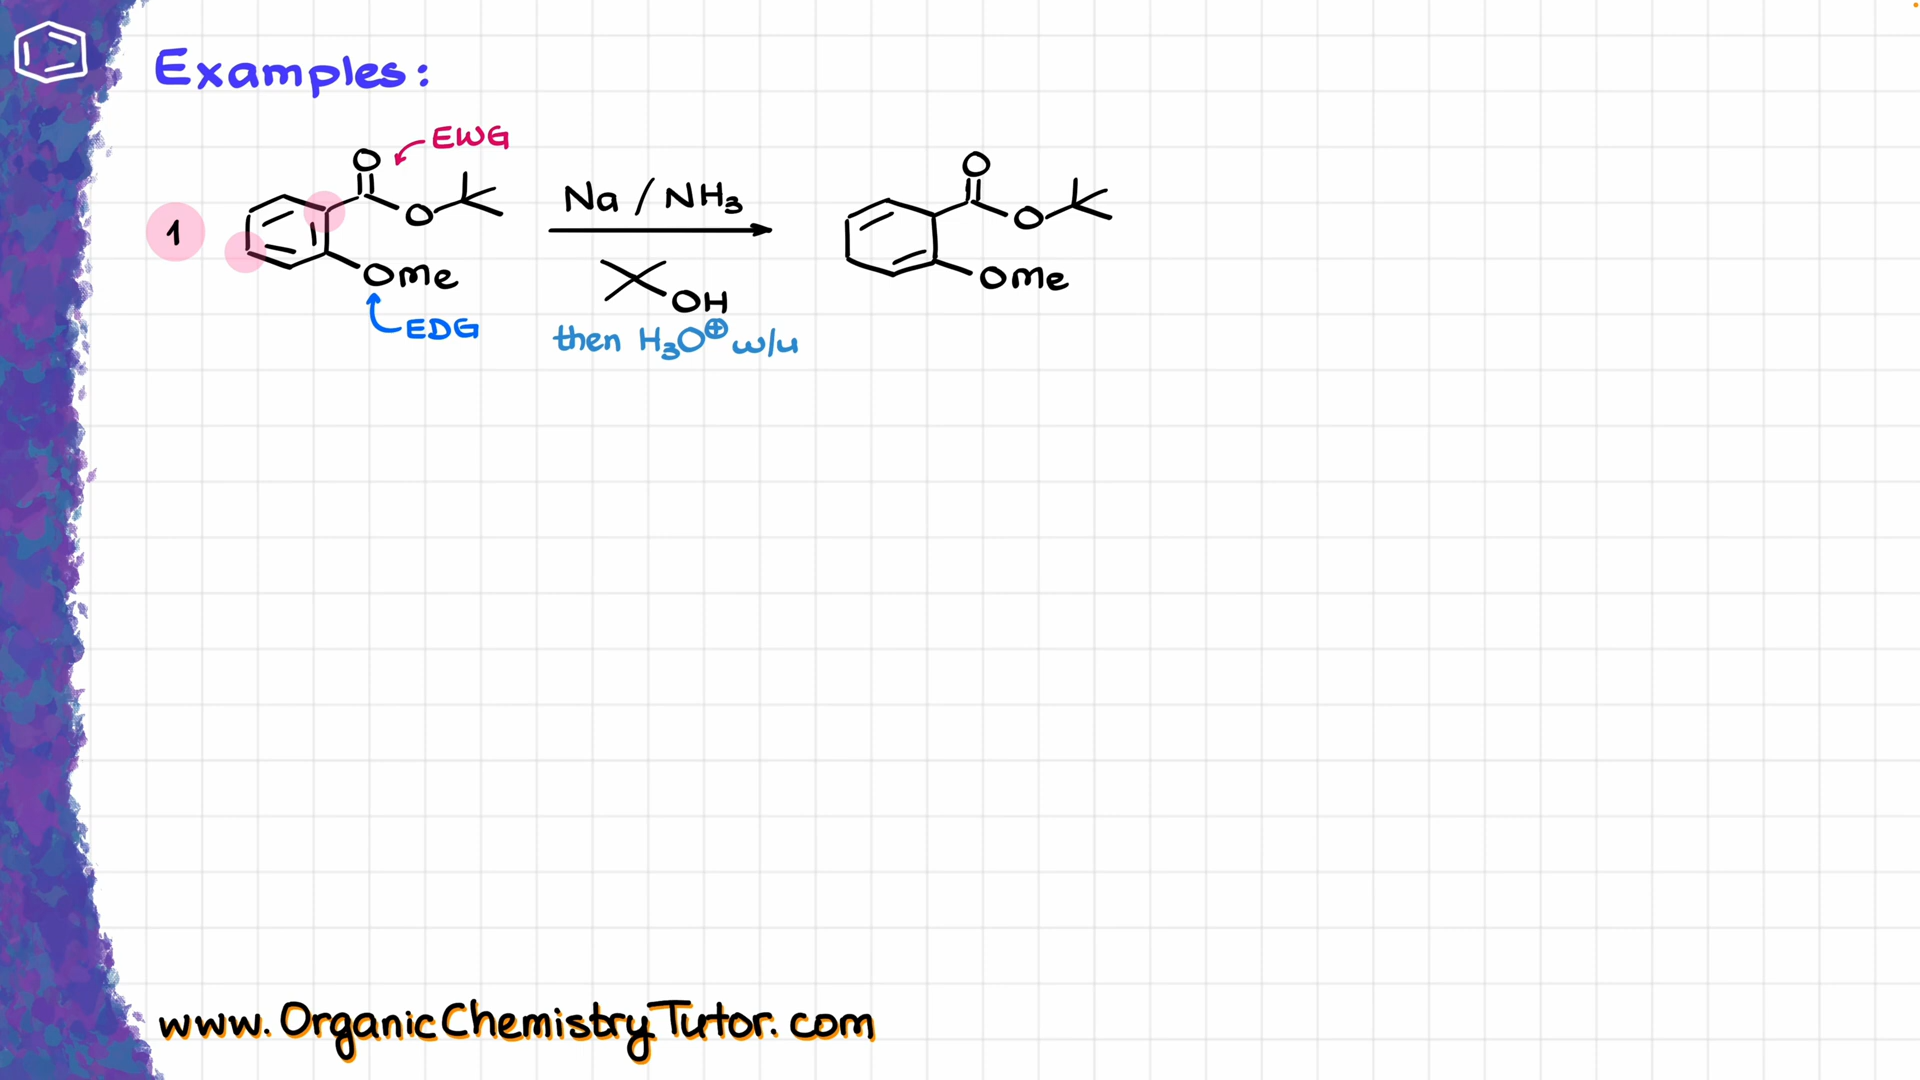 Examples:
EWG
O
O
1
OMe
EDG
Na / NH₃
OH
then H₃O⊕ w/u
O
O
OMe
www.OrganicChemistryTutor.com